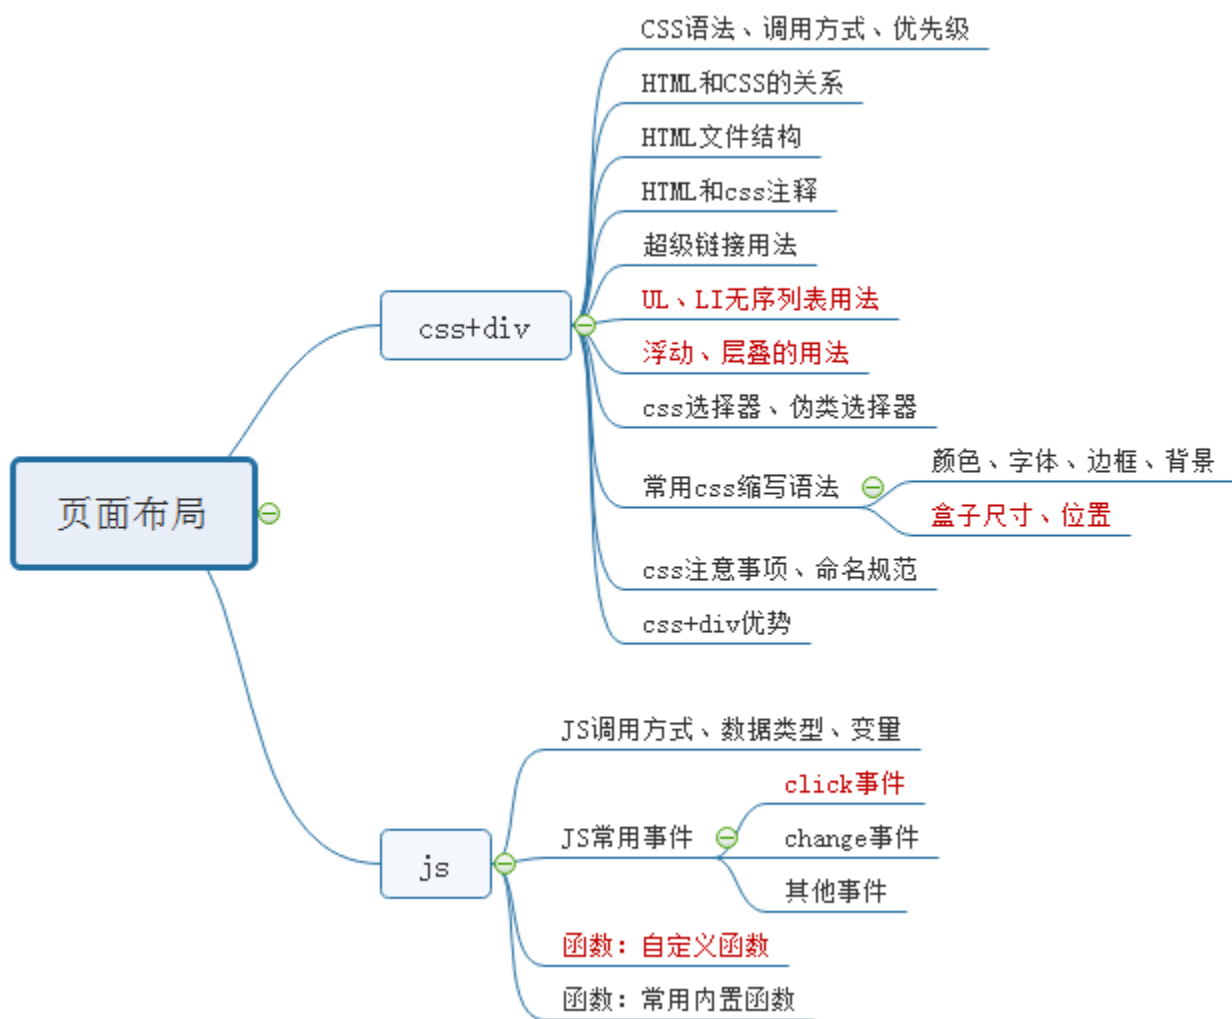 页面布局
css+div
CSS语法、调用方式、优先级
HTML和CSS的关系
HTML文件结构
HTML和css注释
超级链接用法
UL、LI无序列表用法
浮动、层叠的用法
css选择器、伪类选择器
常用css缩写语法
颜色、字体、边框、背景
盒子尺寸、位置
css注意事项、命名规范
css+div优势
js
JS调用方式、数据类型、变量
JS常用事件
click事件
change事件
其他事件
函数：自定义函数
函数：常用内置函数